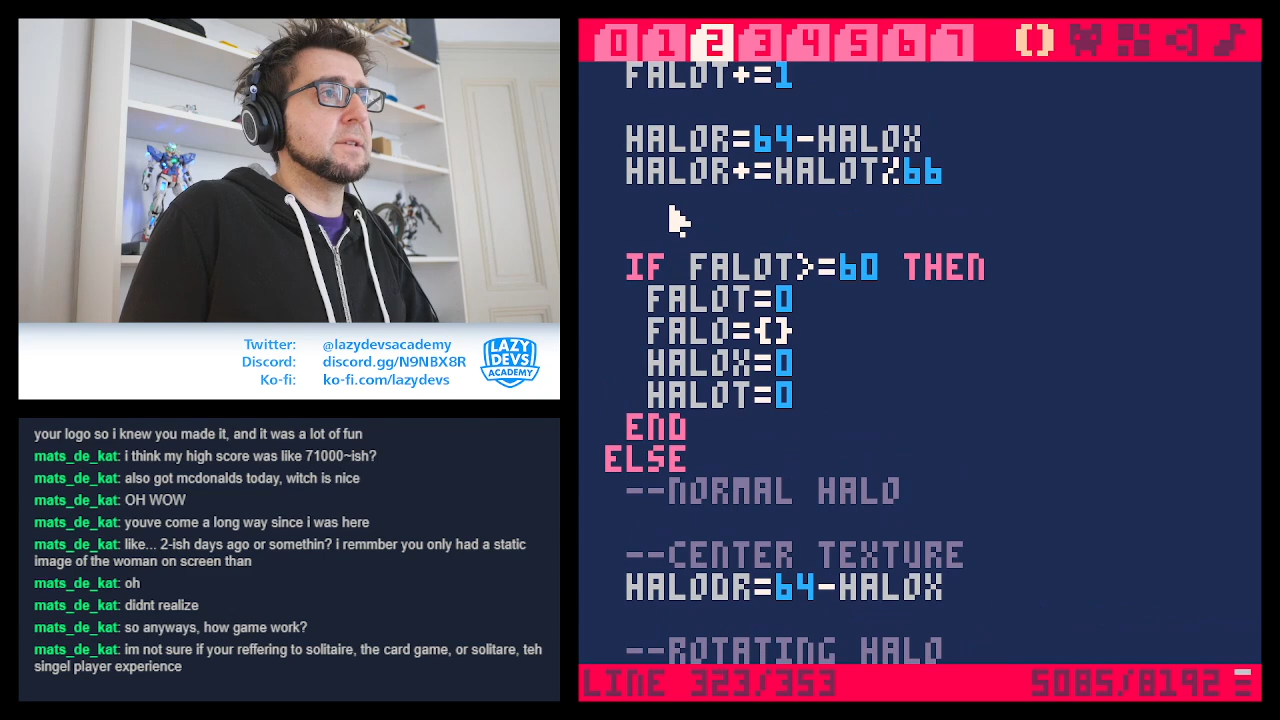 Twitter: @lazydevsacademy
Discord: discord.gg/N9NBX8R
Ko-fi: ko-fi.com/lazydevs
LAZY
DEVS
ACADEMY
your logo so i knew you made it, and it was a lot of fun
mats_de_kat: i think my high score was like 71000~ish?
mats_de_kat: also got mcdonalds today, witch is nice
mats_de_kat: OH WOW
mats_de_kat: youve come a long way since i was here
mats_de_kat: like... 2-ish days ago or somethin? i remmber you only had a static
image of the woman on screen than
mats_de_kat: oh
mats_de_kat: didnt realize
mats_de_kat: so anyways, how game work?
mats_de_kat: im not sure if your reffering to solitaire, the card game, or solitare, teh
singel player experience
0 1 2 3 4 5 6 7 ()
FALOT+=1
HALOR=64-HALOX
HALOR+=HALOT%66
IF FALOT>=60 THEN
FALOT=0
FALO={}
HALOX=0
HALOT=0
END
ELSE
--NORMAL HALO
--CENTER TEXTURE
HALODR=64-HALOX
--ROTATING HALO
LINE 323/353 5085/8192